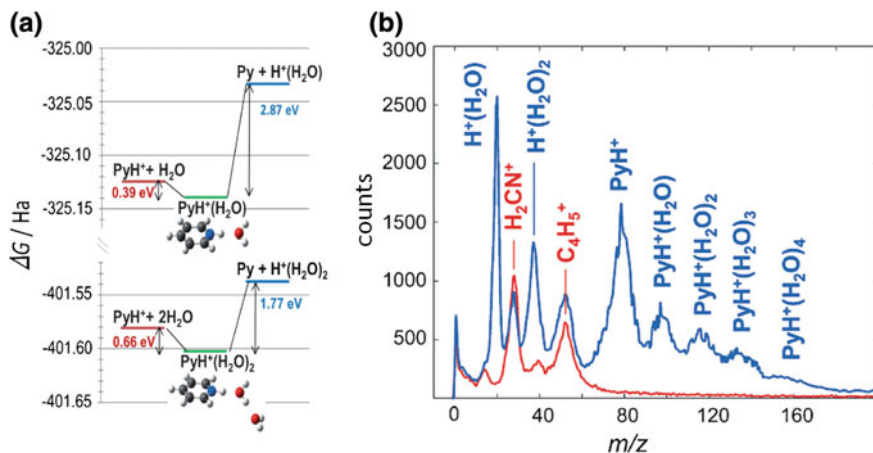 (a)
-325.00
-325.05
-325.10
-325.15
-401.55
-401.60
-401.65
ΔG / Ha
Py + H⁺(H₂O)
2.87 eV
PyH⁺ + H₂O
0.39 eV
PyH⁺(H₂O)
Py + H⁺(H₂O)₂
1.77 eV
PyH⁺ + 2H₂O
0.66 eV
PyH⁺(H₂O)₂
(b)
3000
2500
2000
1500
1000
500
counts
H⁺(H₂O)
H₂CN⁺
H⁺(H₂O)₂
C₄H₅⁺
PyH⁺
PyH⁺(H₂O)
PyH⁺(H₂O)₂
PyH⁺(H₂O)₃
PyH⁺(H₂O)₄
0 40 80 120 160
m/z